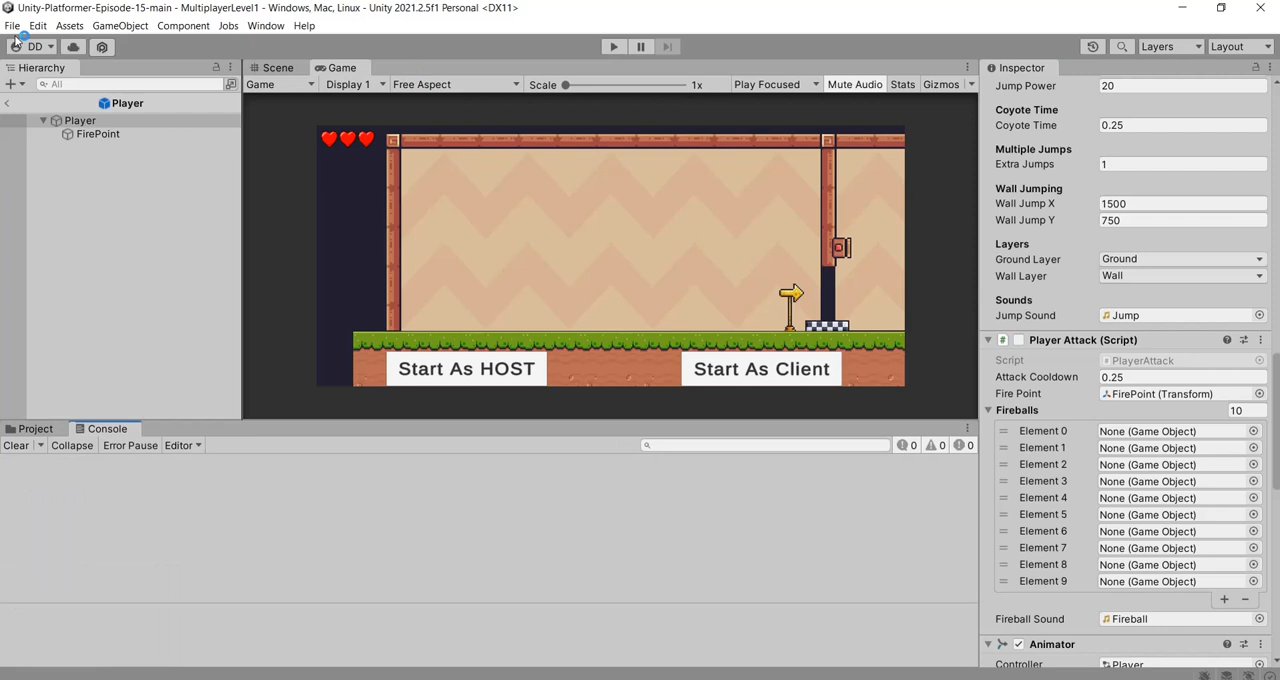 Unity-Platformer-Episode-15-main - MultiplayerLevel1 - Windows, Mac, Linux - Unity 2021.2.5f1 Personal <DX11>
File Edit Assets GameObject Component Jobs Window Help
DD Layers Layout
Hierarchy
All
Player
Player
FirePoint
Scene Game
Game Display 1 Free Aspect Scale 1x Play Focused Mute Audio Stats Gizmos
Start As HOST Start As Client
Project Console
Clear Collapse Error Pause Editor 0 0 0
Inspector
Jump Power 20
Coyote Time
Coyote Time 0.25
Multiple Jumps
Extra Jumps 1
Wall Jumping
Wall Jump X 1500
Wall Jump Y 750
Layers
Ground Layer Ground
Wall Layer Wall
Sounds
Jump Sound Jump
# Player Attack (Script)
Script PlayerAttack
Attack Cooldown 0.25
Fire Point FirePoint (Transform)
Fireballs 10
Element 0 None (Game Object)
Element 1 None (Game Object)
Element 2 None (Game Object)
Element 3 None (Game Object)
Element 4 None (Game Object)
Element 5 None (Game Object)
Element 6 None (Game Object)
Element 7 None (Game Object)
Element 8 None (Game Object)
Element 9 None (Game Object)
Fireball Sound Fireball
Animator
Controller Player